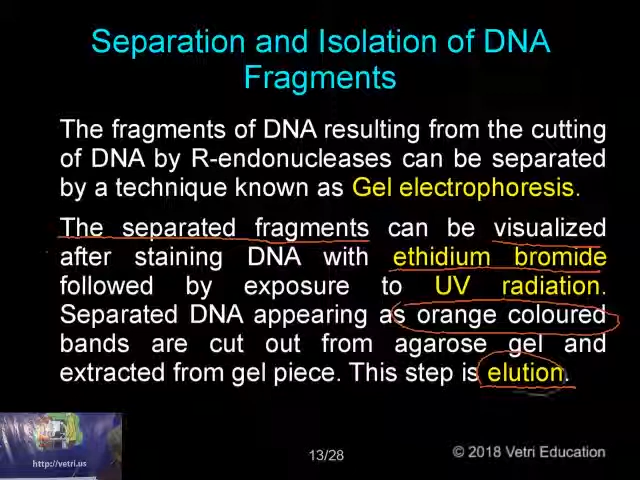 Separation and Isolation of DNA
Fragments
The fragments of DNA resulting from the cutting
of DNA by R-endonucleases can be separated
by a technique known as Gel electrophoresis.
The separated fragments can be visualized
after staining DNA with ethidium bromide
followed by exposure to UV radiation.
Separated DNA appearing as orange coloured
bands are cut out from agarose gel and
extracted from gel piece. This step is elution.
http://vetri.us
13/28
© 2018 Vetri Education